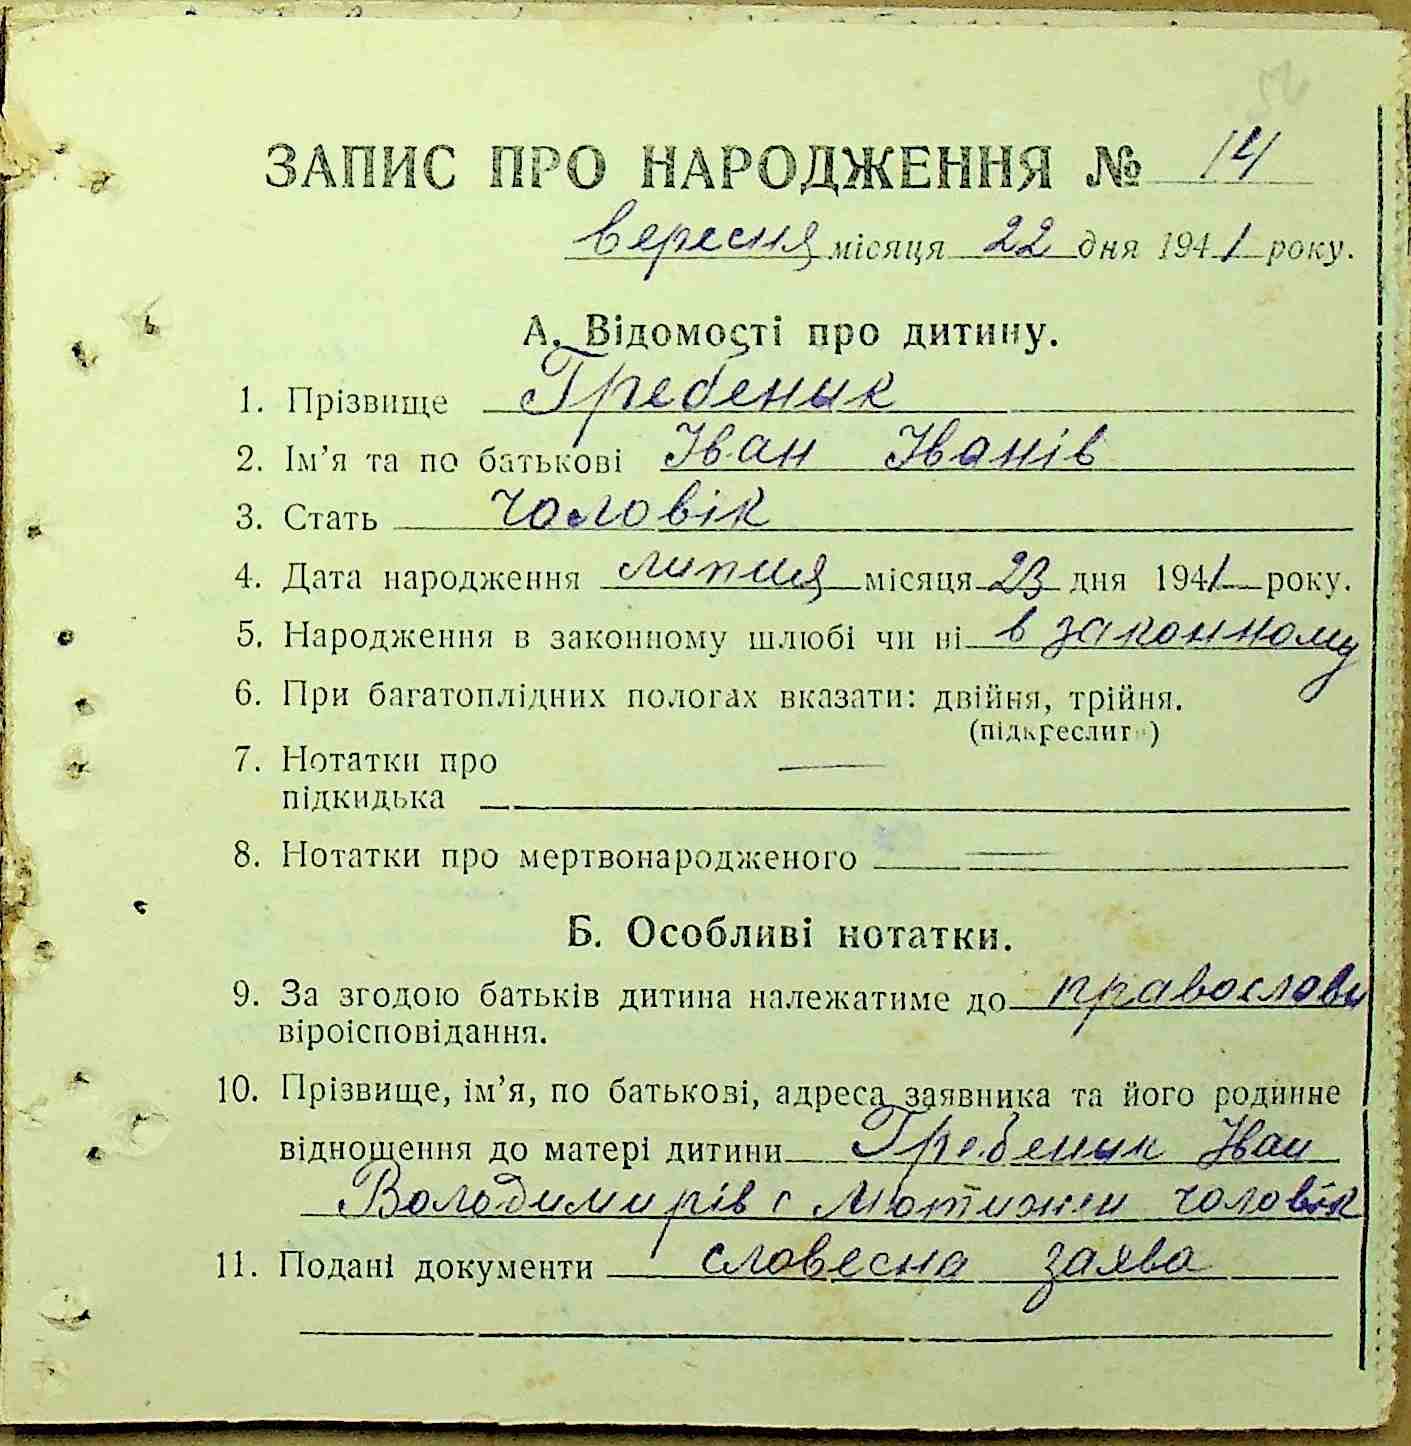 ЗАПИС ПРО НАРОДЖЕННЯ № 14
вересня місяця 22 дня 1941 року.
А. Відомості про дитину.
1. Прізвище Гребеник
2. Ім'я та по батькові Іван Іванів
3. Стать чоловік
4. Дата народження липня місяця 23 дня 1941 року.
5. Народження в законному шлюбі чи ні в законному
6. При багатоплідних пологах вказати: двійня, трійня.
(підкреслити)
7. Нотатки про
підкидька
8. Нотатки про мертвонародженого
Б. Особливі нотатки.
9. За згодою батьків дитина належатиме до православн
віроісповідання.
10. Прізвище, ім'я, по батькові, адреса заявника та його родинне
відношення до матері дитини Гребеник Іван
Володимирів с Мотижин чоловік
11. Подані документи словесна заява